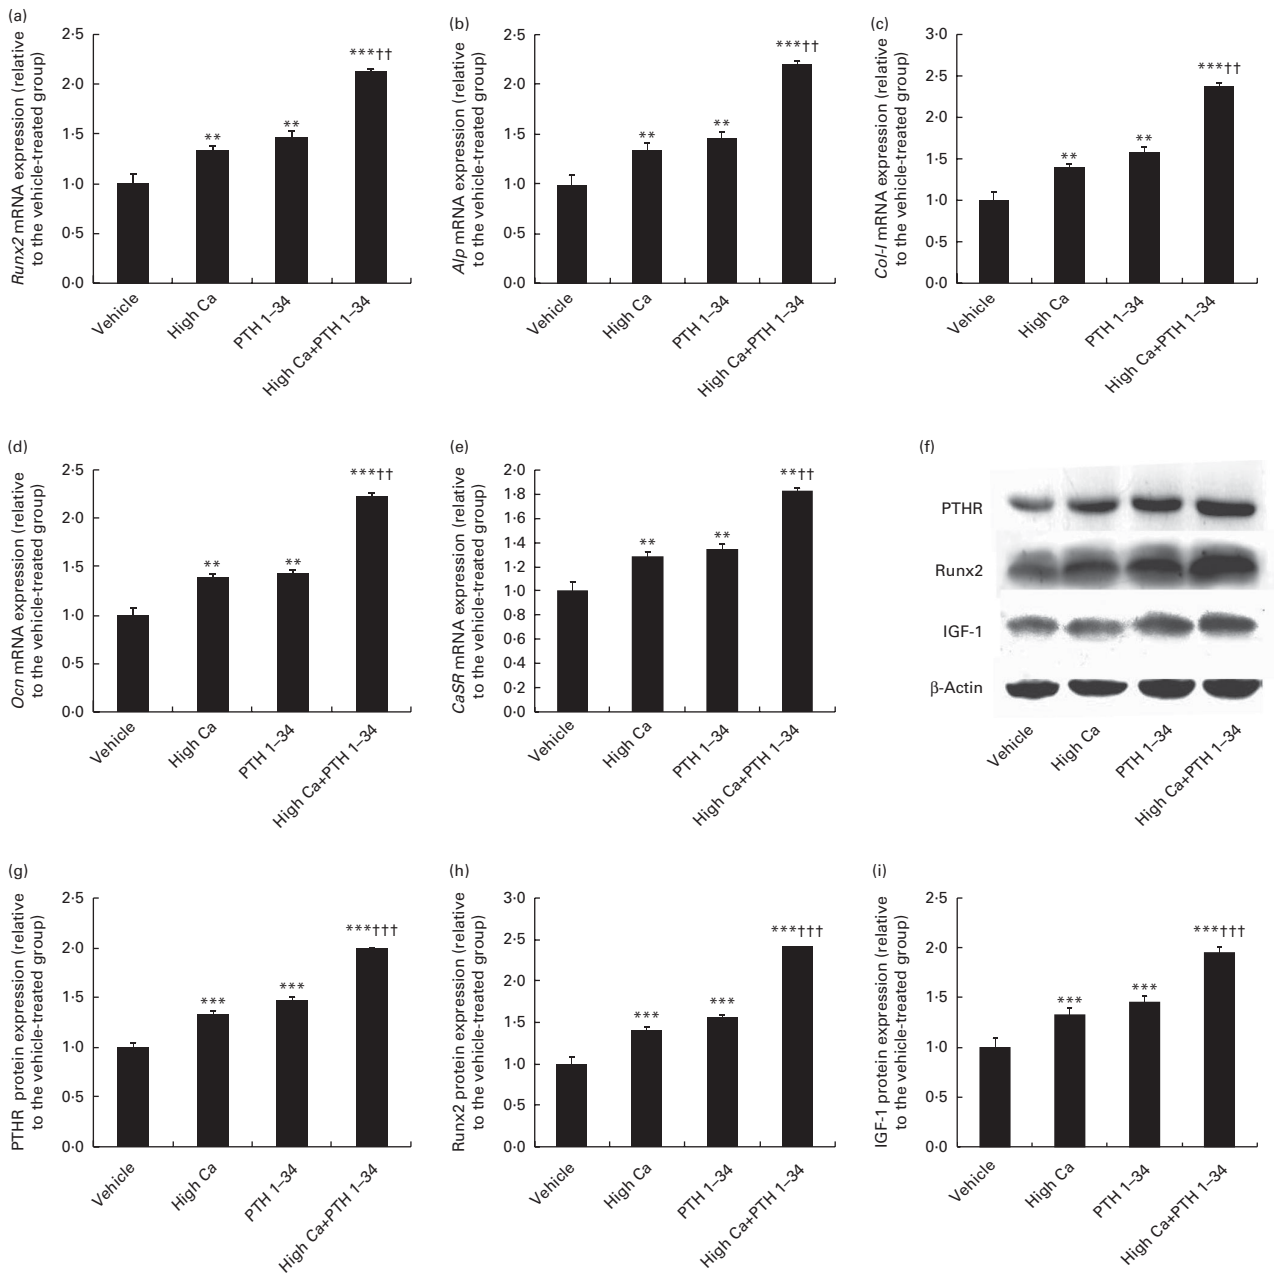 (a)
Runx2 mRNA expression (relative
to the vehicle-treated group)
2·5
2·0
1·5
1·0
0·5
0·0
**
**
***††
Vehicle
High Ca
PTH 1–34
High Ca+PTH 1–34
(b)
Alp mRNA expression (relative
to the vehicle-treated group)
2·5
2·0
1·5
1·0
0·5
0·0
**
**
***††
Vehicle
High Ca
PTH 1–34
High Ca+PTH 1–34
(c)
Col-I mRNA expression (relative
to the vehicle-treated group)
3·0
2·5
2·0
1·5
1·0
0·5
0·0
**
**
***††
Vehicle
High Ca
PTH 1–34
High Ca+PTH 1–34
(d)
Ocn mRNA expression (relative
to the vehicle-treated group)
2·5
2·0
1·5
1·0
0·5
0·0
**
**
***††
Vehicle
High Ca
PTH 1–34
High Ca+PTH 1–34
(e)
CaSR mRNA expression (relative
to the vehicle-treated group)
2·0
1·8
1·6
1·4
1·2
1·0
0·8
0·6
0·4
0·2
0·0
**
**
**††
Vehicle
High Ca
PTH 1–34
High Ca+PTH 1–34
(f)
PTHR
Runx2
IGF-1
β-Actin
Vehicle
High Ca
PTH 1–34
High Ca+PTH 1–34
(g)
PTHR protein expression (relative
to the vehicle-treated group)
2·5
2·0
1·5
1·0
0·5
0·0
***
***
***†††
Vehicle
High Ca
PTH 1–34
High Ca+PTH 1–34
(h)
Runx2 protein expression (relative
to the vehicle-treated group)
3·0
2·5
2·0
1·5
1·0
0·5
0·0
***
***
***†††
Vehicle
High Ca
PTH 1–34
High Ca+PTH 1–34
(i)
IGF-1 protein expression (relative
to the vehicle-treated group)
2·5
2·0
1·5
1·0
0·5
0·0
***
***
***†††
Vehicle
High Ca
PTH 1–34
High Ca+PTH 1–34